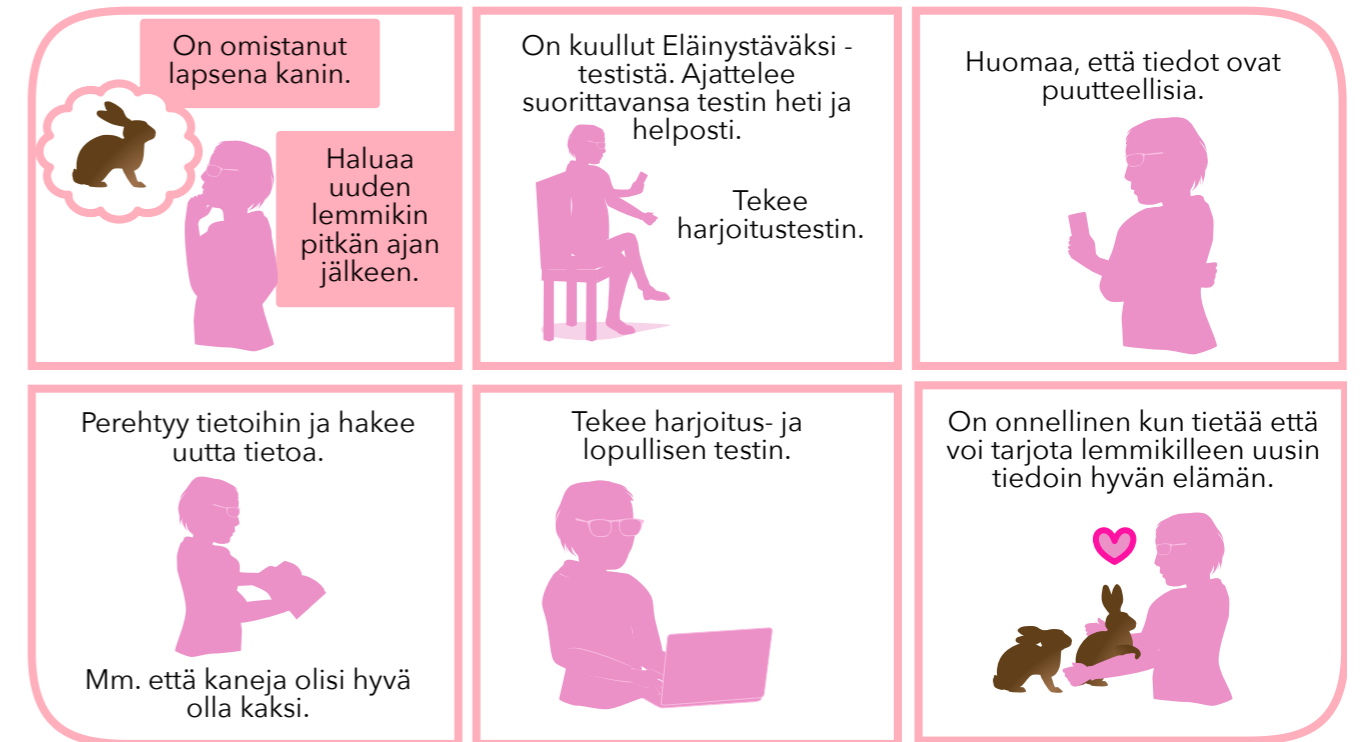 On omistanut
lapsena kanin.
Haluaa
uuden
lemmikin
pitkän ajan
jälkeen.
On kuullut Eläinystäväksi -
testistä. Ajattelee
suorittavansa testin heti ja
helposti.
Tekee
harjoitustestin.
Huomaa, että tiedot ovat
puutteellisia.
Perehtyy tietoihin ja hakee
uutta tietoa.
Mm. että kaneja olisi hyvä
olla kaksi.
Tekee harjoitus- ja
lopullisen testin.
On onnellinen kun tietää että
voi tarjota lemmikilleen uusin
tiedoin hyvän elämän.